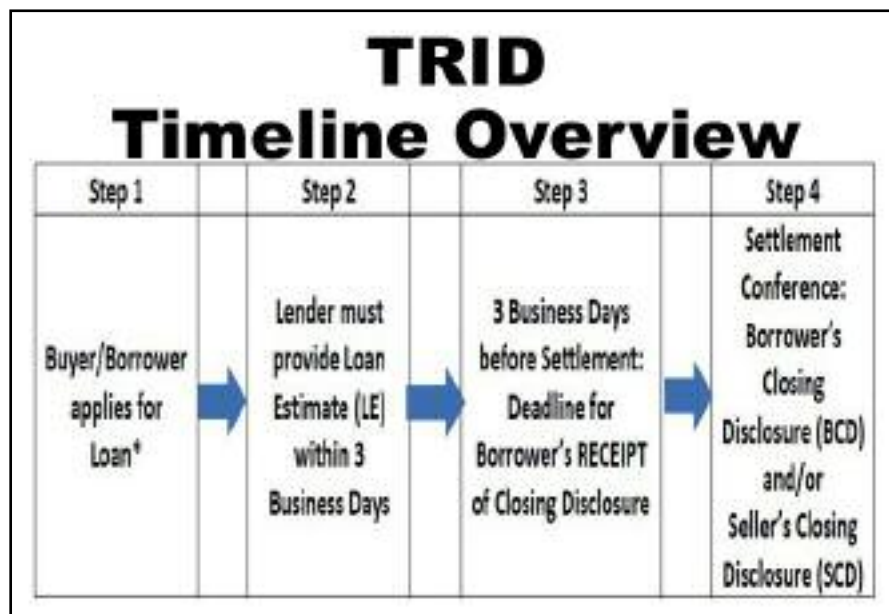 TRID
Timeline Overview
Step 1
Step 2
Step 3
Step 4
Buyer/Borrower
applies for
Loan*
Lender must
provide Loan
Estimate (LE)
within 3
Business Days
3 Business Days
before Settlement:
Deadline for
Borrower's RECEIPT
of Closing Disclosure
Settlement
Conference:
Borrower's
Closing
Disclosure (BCD)
and/or
Seller's Closing
Disclosure (SCD)